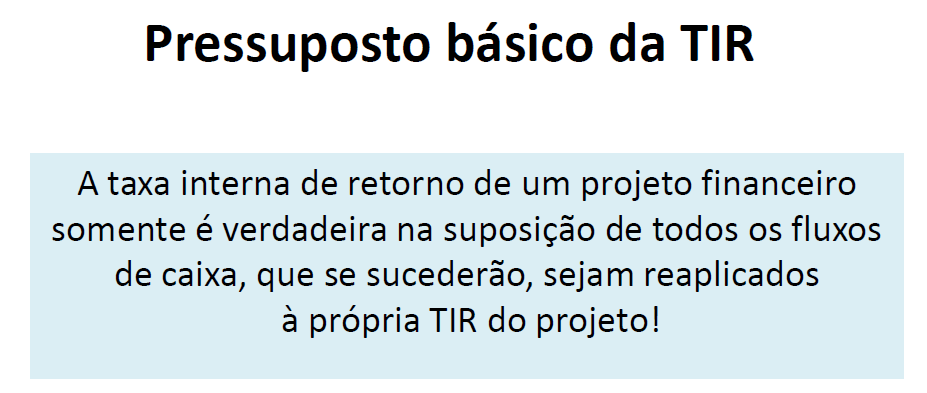 Pressuposto básico da TIR
A taxa interna de retorno de um projeto financeiro
somente é verdadeira na suposição de todos os fluxos
de caixa, que se sucederão, sejam reaplicados
à própria TIR do projeto!